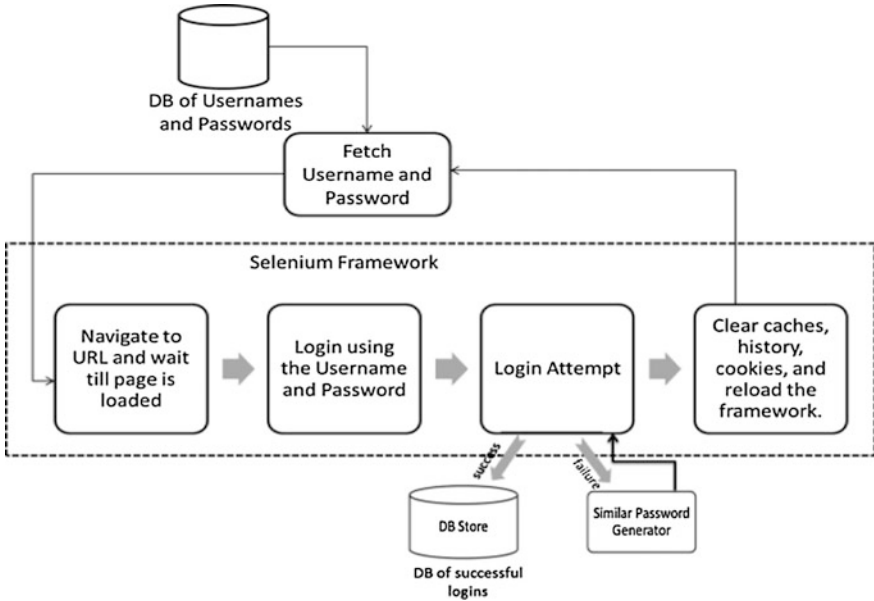 DB of Usernames
and Passwords
Fetch
Username and
Password
Selenium Framework
Navigate to
URL and wait
till page is
loaded
Login using
the Username
and Password
Login Attempt
Clear caches,
history,
cookies, and
reload the
framework.
success
failure
DB Store
Similar Password
Generator
DB of successful
logins